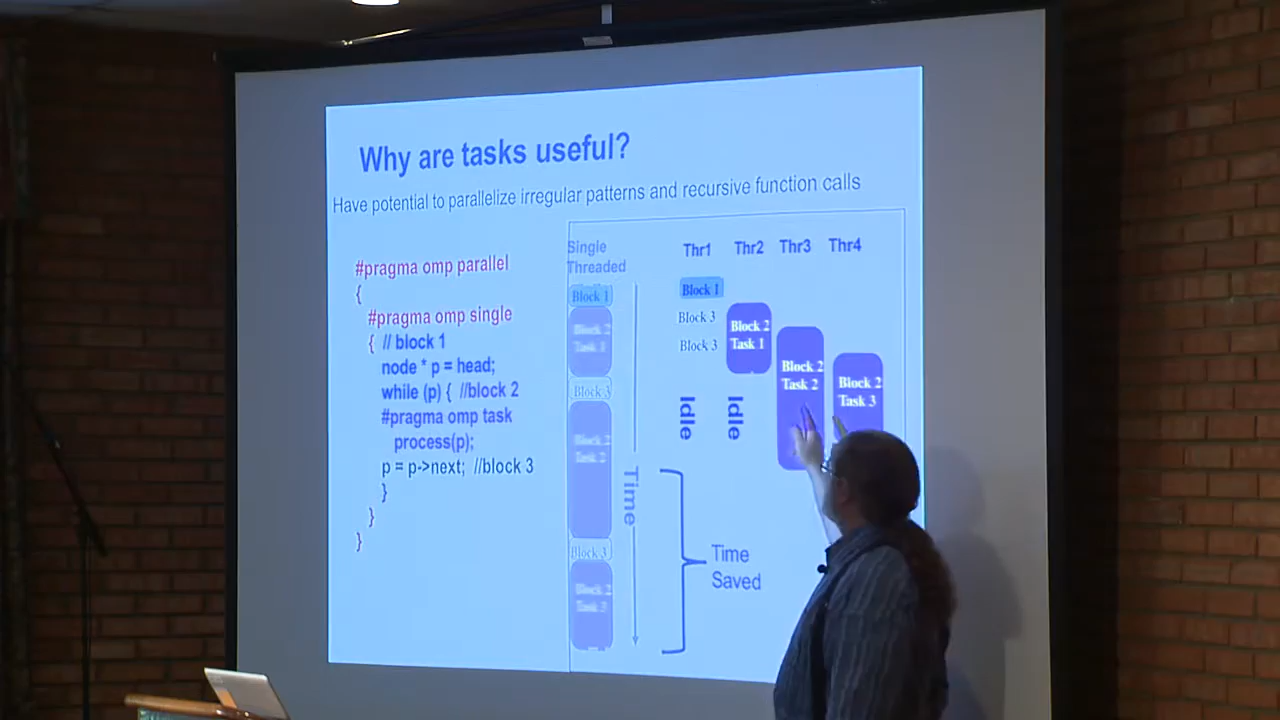 Why are tasks useful?
Have potential to parallelize irregular patterns and recursive function calls
#pragma omp parallel
{
#pragma omp single
{ // block 1
node * p = head;
while (p) { //block 2
#pragma omp task
process(p);
p = p->next; //block 3
}
}
}
Single
Threaded
Block 1
Block 2
Task 1
Block 3
Block 2
Task 2
Block 3
Block 2
Task 3
Time
Thr1 Thr2 Thr3 Thr4
Block 1
Block 3
Block 3
Idle
Block 2
Task 1
Idle
Block 2
Task 2
Block 2
Task 3
Time
Saved